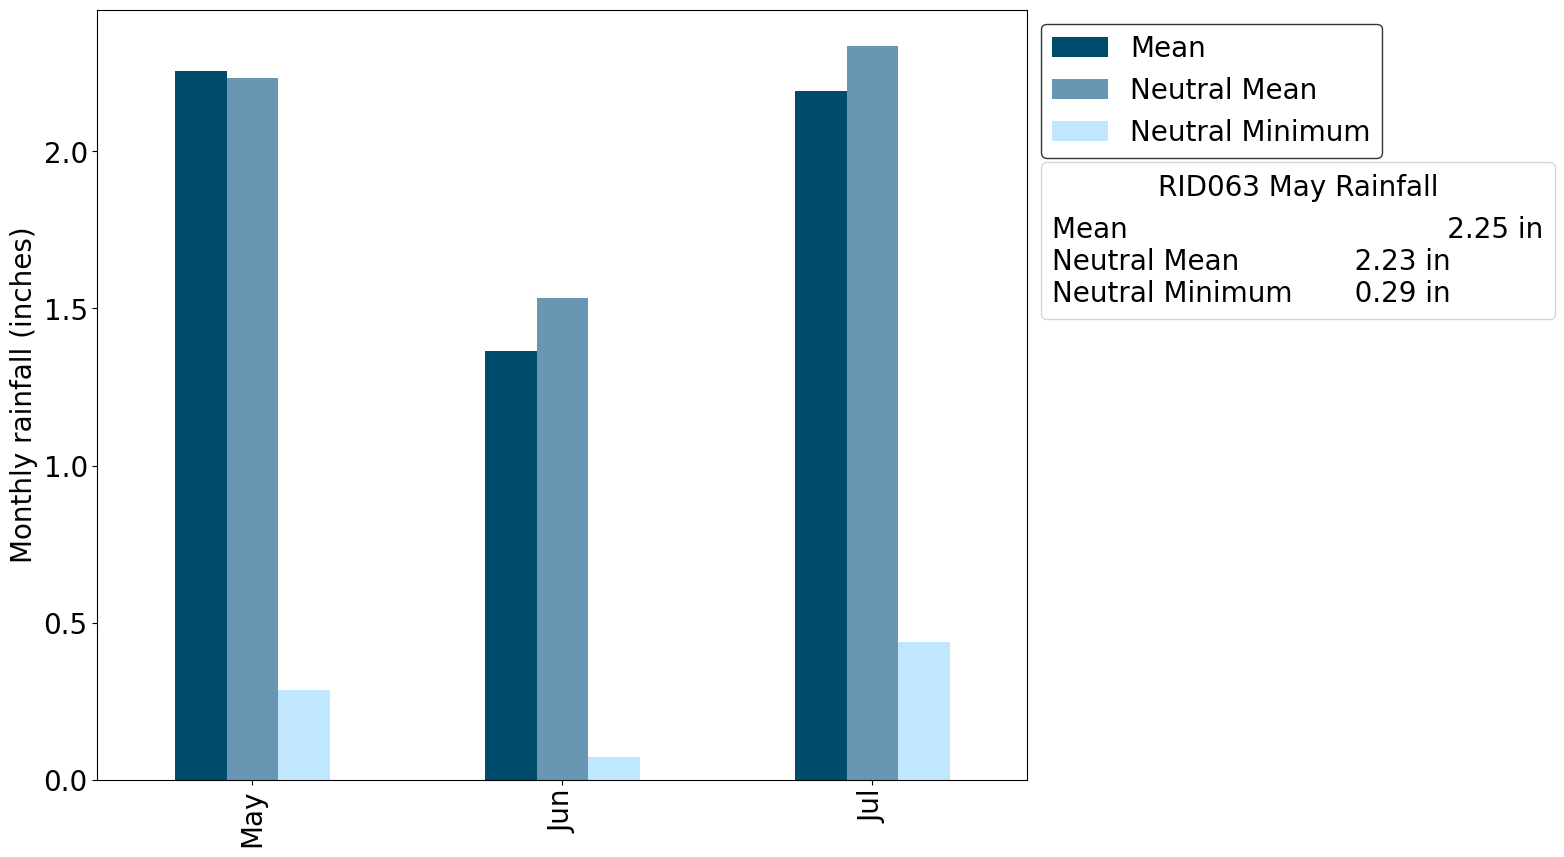 Monthly rainfall (inches)
2.0
1.5
1.0
0.5
0.0
May
Jun
Jul
Mean
Neutral Mean
Neutral Minimum
RID063 May Rainfall
Mean 2.25 in
Neutral Mean 2.23 in
Neutral Minimum 0.29 in